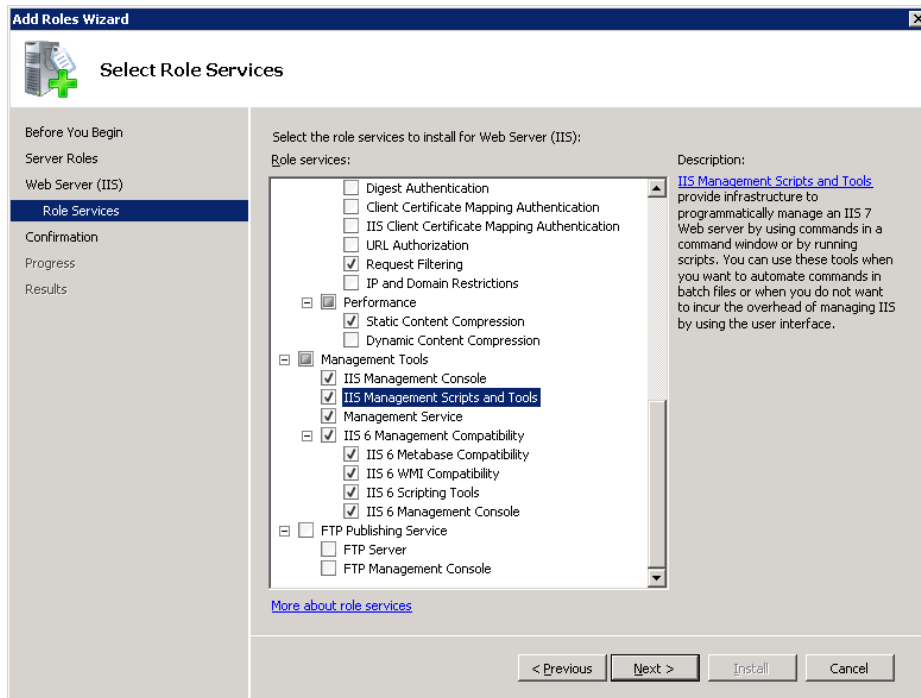 Add Roles Wizard
Select Role Services
Before You Begin
Server Roles
Web Server (IIS)
Role Services
Confirmation
Progress
Results
Select the role services to install for Web Server (IIS):
Role services:
Digest Authentication
Client Certificate Mapping Authentication
IIS Client Certificate Mapping Authentication
URL Authorization
Request Filtering
IP and Domain Restrictions
Performance
Static Content Compression
Dynamic Content Compression
Management Tools
IIS Management Console
IIS Management Scripts and Tools
Management Service
IIS 6 Management Compatibility
IIS 6 Metabase Compatibility
IIS 6 WMI Compatibility
IIS 6 Scripting Tools
IIS 6 Management Console
FTP Publishing Service
FTP Server
FTP Management Console
More about role services
Description:
IIS Management Scripts and Tools
provide infrastructure to
programmatically manage an IIS 7
Web server by using commands in a
command window or by running
scripts. You can use these tools when
you want to automate commands in
batch files or when you do not want
to incur the overhead of managing IIS
by using the user interface.
< Previous
Next >
Install
Cancel